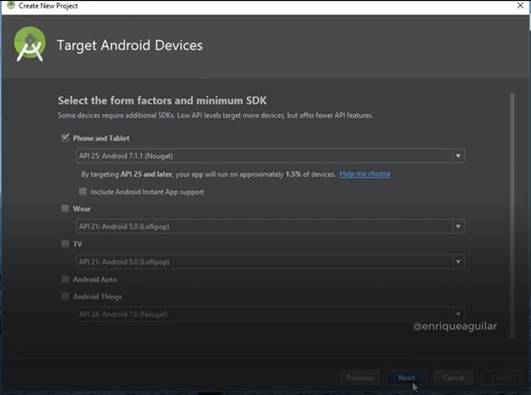 Create New Project
Target Android Devices
Select the form factors and minimum SDK
Some devices require additional SDKs. Low API levels target more devices, but offer fewer API features.
Phone and Tablet
API 25: Android 7.1.1 (Nougat)
By targeting API 25 and later, your app will run on approximately 1.5% of devices. Help me choose
Include Android Instant App support
Wear
API 21: Android 5.0 (Lollipop)
TV
API 21: Android 5.0 (Lollipop)
Android Auto
Android Things
API 24: Android 7.0 (Nougat)
@enriqueaguilar
Previous Next Cancel Finish